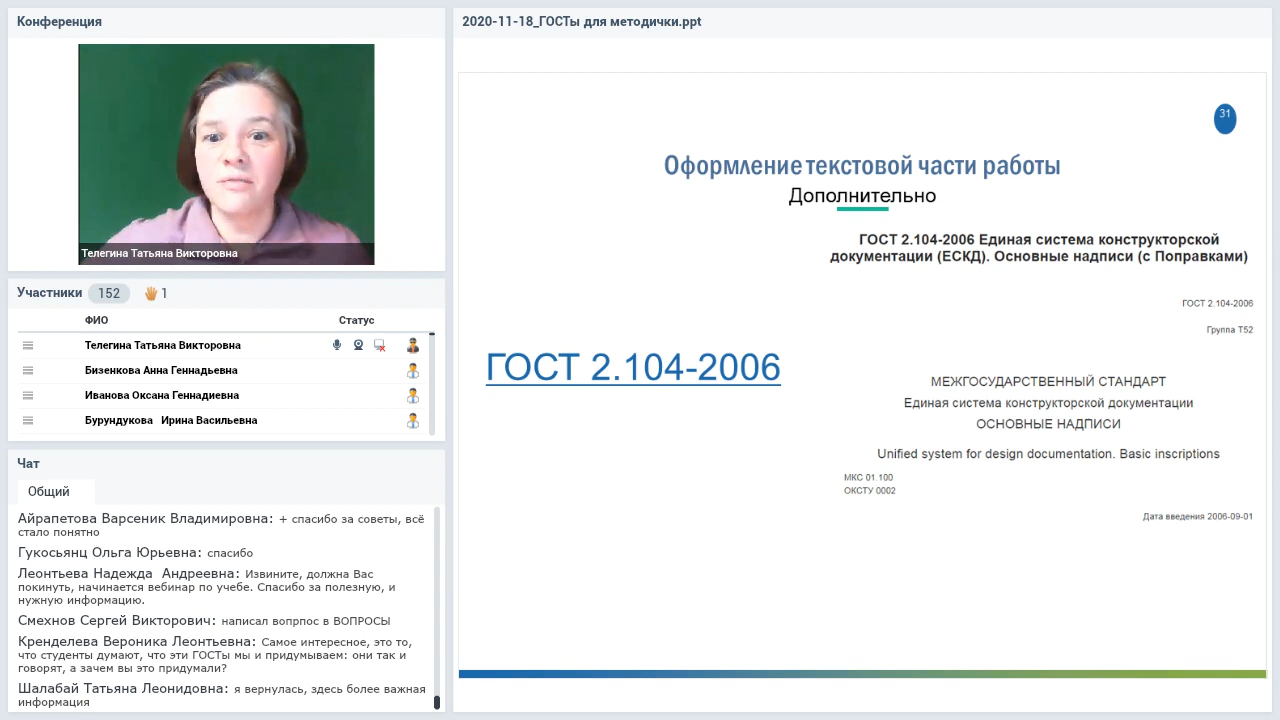 Конференция
Телегина Татьяна Викторовна
Участники 152 1
ФИО Статус
Телегина Татьяна Викторовна
Бизенкова Анна Геннадьевна
Иванова Оксана Геннадиевна
Бурундукова Ирина Васильевна
Чат
Общий
Айрапетова Варсеник Владимировна: + спасибо за советы, всё
стало понятно
Гукосьянц Ольга Юрьевна: спасибо
Леонтьева Надежда Андреевна: Извините, должна Вас
покинуть, начинается вебинар по учебе. Спасибо за полезную, и
нужную информацию.
Смехнов Сергей Викторович: написал вопрпос в ВОПРОСЫ
Кренделева Вероника Леонтьевна: Самое интересное, это то,
что студенты думают, что эти ГОСТы мы и придумываем: они так и
говорят, а зачем вы это придумали?
Шалабай Татьяна Леонидовна: я вернулась, здесь более важная
информация
2020-11-18_ГОСТы для методички.ppt
31
Оформление текстовой части работы
Дополнительно
ГОСТ 2.104-2006 Единая система конструкторской
документации (ЕСКД). Основные надписи (с Поправками)
ГОСТ 2.104-2006
Группа Т52
ГОСТ 2.104-2006
МЕЖГОСУДАРСТВЕННЫЙ СТАНДАРТ
Единая система конструкторской документации
ОСНОВНЫЕ НАДПИСИ
Unified system for design documentation. Basic inscriptions
МКС 01.100
ОКСТУ 0002
Дата введения 2006-09-01